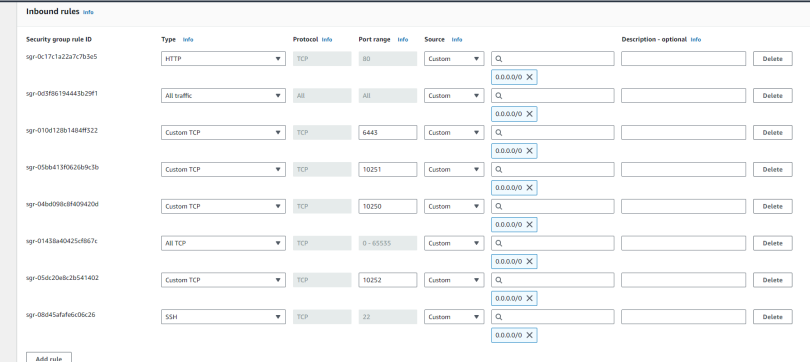 Inbound rules Info
Security group rule ID Type Info Protocol Info Port range Info Source Info Description - optional Info
sgr-0c17c1a22a7c7b3e5 HTTP TCP 80 Custom Delete
0.0.0.0/0
sgr-0d3f86194443b29f1 All traffic All All Custom Delete
0.0.0.0/0
sgr-010d128b1484ff322 Custom TCP TCP 6443 Custom Delete
0.0.0.0/0
sgr-05bb413f0626b9c3b Custom TCP TCP 10251 Custom Delete
0.0.0.0/0
sgr-04bd098c8f409420d Custom TCP TCP 10250 Custom Delete
0.0.0.0/0
sgr-01438a40425cf867c All TCP TCP 0 - 65535 Custom Delete
0.0.0.0/0
sgr-05dc20e8c2b541402 Custom TCP TCP 10252 Custom Delete
0.0.0.0/0
sgr-08d45afafe6c06c26 SSH TCP 22 Custom Delete
0.0.0.0/0
Add rule